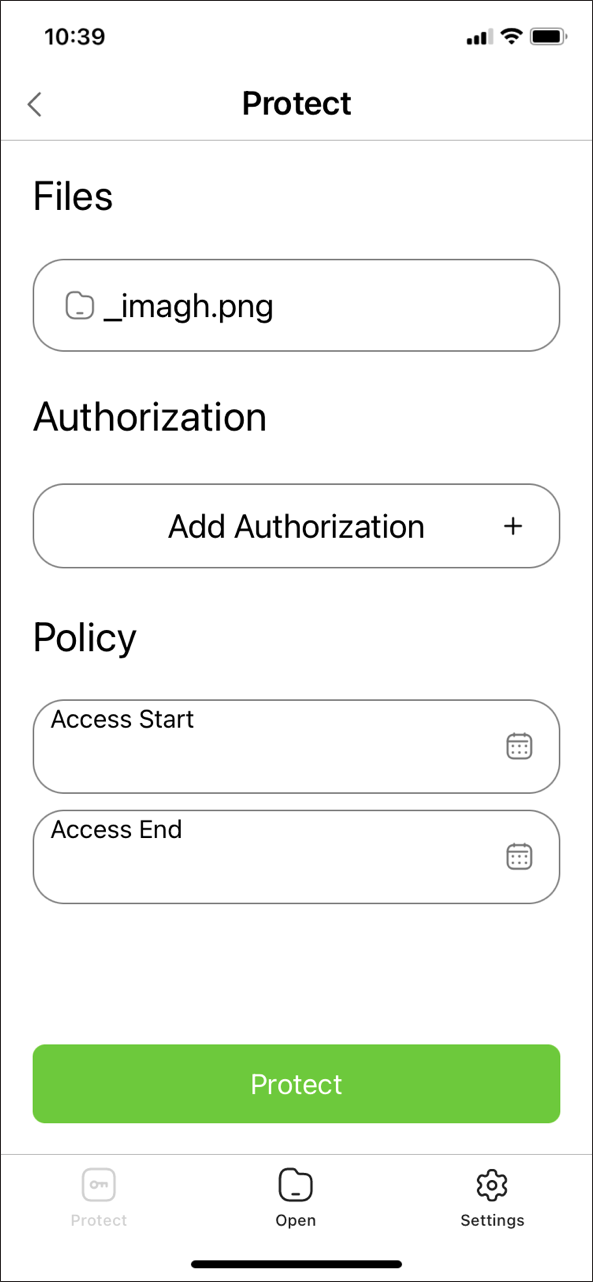 10:39
Protect
Files
_imagh.png
Authorization
Add Authorization +
Policy
Access Start
Access End
Protect
Protect Open Settings